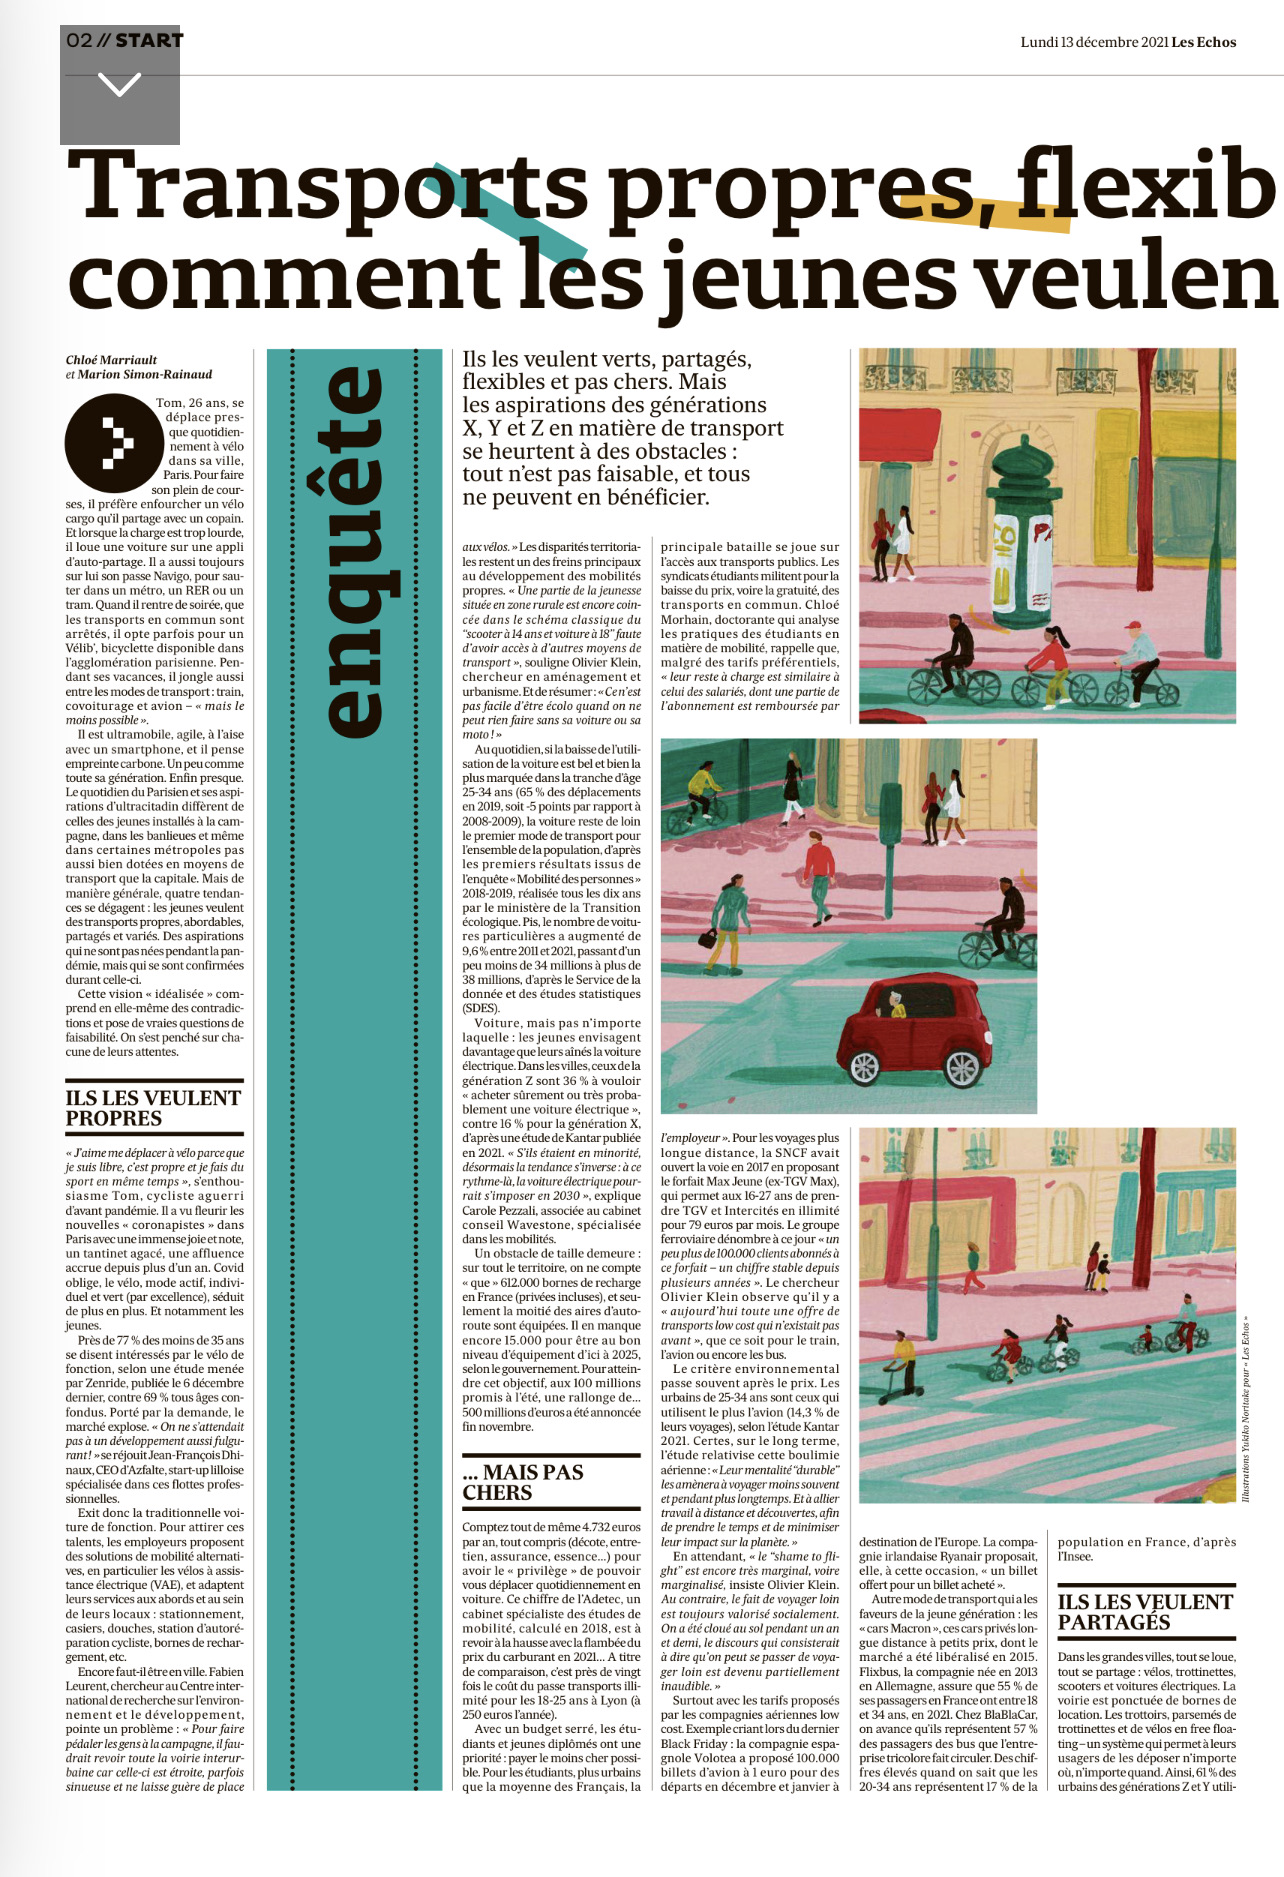 02 // START
Lundi 13 décembre 2021 Les Echos
Transports propres, flexib
comment les jeunes veulen
Chloé Marriault
et Marion Simon-Rainaud
Tom, 26 ans, se
déplace pres-
que quotidien-
nement à vélo
dans sa ville,
Paris. Pour faire
son plein de cour-
ses, il préfère enfourcher un vélo
cargo qu'il partage avec un copain.
Et lorsque la charge est trop lourde,
il loue une voiture sur une appli
d'auto-partage. Il a aussi toujours
sur lui son passe Navigo, pour sau-
ter dans un métro, un RER ou un
tram. Quand il rentre de soirée, que
les transports en commun sont
arrêtés, il opte parfois pour un
Vélib', bicyclette disponible dans
l'agglomération parisienne. Pen-
dant ses vacances, il jongle aussi
entre les modes de transport : train,
covoiturage et avion – « mais le
moins possible ».
Il est ultramobile, agile, à l'aise
avec un smartphone, et il pense
empreinte carbone. Un peu comme
toute sa génération. Enfin presque.
Le quotidien du Parisien et ses aspi-
rations d'ultracitadin diffèrent de
celles des jeunes installés à la cam-
pagne, dans les banlieues et même
dans certaines métropoles pas
aussi bien dotées en moyens de
transport que la capitale. Mais de
manière générale, quatre tendan-
ces se dégagent : les jeunes veulent
des transports propres, abordables,
partagés et variés. Des aspirations
qui ne sont pas nées pendant la pan-
démie, mais qui se sont confirmées
durant celle-ci.
Cette vision « idéalisée » com-
prend en elle-même des contradic-
tions et pose de vraies questions de
faisabilité. On s'est penché sur cha-
cune de leurs attentes.
ILS LES VEULENT
PROPRES
« J'aime me déplacer à vélo parce que
je suis libre, c'est propre et je fais du
sport en même temps », s'enthou-
siasme Tom, cycliste aguerri
d'avant pandémie. Il a vu fleurir les
nouvelles « coronapistes » dans
Paris avec une immense joie et note,
un tantinet agacé, une affluence
accrue depuis plus d'un an. Covid
oblige, le vélo, mode actif, indivi-
duel et vert (par excellence), séduit
de plus en plus. Et notamment les
jeunes.
Près de 77 % des moins de 35 ans
se disent intéressés par le vélo de
fonction, selon une étude menée
par Zenride, publiée le 6 décembre
dernier, contre 69 % tous âges con-
fondus. Porté par la demande, le
marché explose. « On ne s'attendait
pas à un développement aussi fulgu-
rant ! » se réjouit Jean-François Dhi-
naux, CEO d'Azfalte, start-up lilloise
spécialisée dans ces flottes profes-
sionnelles.
Exit donc la traditionnelle voi-
ture de fonction. Pour attirer ces
talents, les employeurs proposent
des solutions de mobilité alternati-
ves, en particulier les vélos à assis-
tance électrique (VAE), et adaptent
leurs services aux abords et au sein
de leurs locaux : stationnement,
casiers, douches, station d'autoré-
paration cycliste, bornes de rechar-
gement, etc.
Encore faut-il être en ville. Fabien
Leurent, chercheur au Centre inter-
national de recherche sur l'environ-
nement et le développement,
pointe un problème : « Pour faire
pédaler les gens à la campagne, il fau-
drait revoir toute la voirie interur-
baine car celle-ci est étroite, parfois
sinueuse et ne laisse guère de place
enquête
Ils les veulent verts, partagés,
flexibles et pas chers. Mais
les aspirations des générations
X, Y et Z en matière de transport
se heurtent à des obstacles :
tout n'est pas faisable, et tous
ne peuvent en bénéficier.
aux vélos. » Les disparités territoria-
les restent un des freins principaux
au développement des mobilités
propres. « Une partie de la jeunesse
située en zone rurale est encore coin-
cée dans le schéma classique du
“scooter à 14 ans et voiture à 18” faute
d'avoir accès à d'autres moyens de
transport », souligne Olivier Klein,
chercheur en aménagement et
urbanisme. Et de résumer : « Ce n'est
pas facile d'être écolo quand on ne
peut rien faire sans sa voiture ou sa
moto ! »
Au quotidien, si la baisse de l'utili-
sation de la voiture est bel et bien la
plus marquée dans la tranche d'âge
25-34 ans (65 % des déplacements
en 2019, soit -5 points par rapport à
2008-2009), la voiture reste de loin
le premier mode de transport pour
l'ensemble de la population, d'après
les premiers résultats issus de
l'enquête « Mobilité des personnes »
2018-2019, réalisée tous les dix ans
par le ministère de la Transition
écologique. Pis, le nombre de voitu-
res particulières a augmenté de
9,6 % entre 2011 et 2021, passant d'un
peu moins de 34 millions à plus de
38 millions, d'après le Service de la
donnée et des études statistiques
(SDES).
Voiture, mais pas n'importe
laquelle : les jeunes envisagent
davantage que leurs aînés la voiture
électrique. Dans les villes, ceux de la
génération Z sont 36 % à vouloir
« acheter sûrement ou très proba-
blement une voiture électrique »,
contre 16 % pour la génération X,
d'après une étude de Kantar publiée
en 2021. « S'ils étaient en minorité,
désormais la tendance s'inverse : à ce
rythme-là, la voiture électrique pour-
rait s'imposer en 2030 », explique
Carole Pezzali, associée au cabinet
conseil Wavestone, spécialisée
dans les mobilités.
Un obstacle de taille demeure :
sur tout le territoire, on ne compte
« que » 612.000 bornes de recharge
en France (privées incluses), et seu-
lement la moitié des aires d'auto-
route sont équipées. Il en manque
encore 15.000 pour être au bon
niveau d'équipement d'ici à 2025,
selon le gouvernement. Pour attein-
dre cet objectif, aux 100 millions
promis à l'été, une rallonge de...
500 millions d'euros a été annoncée
fin novembre.
... MAIS PAS
CHERS
Comptez tout de même 4.732 euros
par an, tout compris (décote, entre-
tien, assurance, essence...) pour
avoir le « privilège » de pouvoir
vous déplacer quotidiennement en
voiture. Ce chiffre de l'Adetec, un
cabinet spécialiste des études de
mobilité, calculé en 2018, est à
revoir à la hausse avec la flambée du
prix du carburant en 2021... A titre
de comparaison, c'est près de vingt
fois le coût du passe transports illi-
mité pour les 18-25 ans à Lyon (à
250 euros l'année).
Avec un budget serré, les étu-
diants et jeunes diplômés ont une
priorité : payer le moins cher possi-
ble. Pour les étudiants, plus urbains
que la moyenne des Français, la
principale bataille se joue sur
l'accès aux transports publics. Les
syndicats étudiants militent pour la
baisse du prix, voire la gratuité, des
transports en commun. Chloé
Morhain, doctorante qui analyse
les pratiques des étudiants en
matière de mobilité, rappelle que,
malgré des tarifs préférentiels,
« leur reste à charge est similaire à
celui des salariés, dont une partie de
l'abonnement est remboursée par
l'employeur ». Pour les voyages plus
longue distance, la SNCF avait
ouvert la voie en 2017 en proposant
le forfait Max Jeune (ex-TGV Max),
qui permet aux 16-27 ans de pren-
dre TGV et Intercités en illimité
pour 79 euros par mois. Le groupe
ferroviaire dénombre à ce jour « un
peu plus de 100.000 clients abonnés à
ce forfait – un chiffre stable depuis
plusieurs années ». Le chercheur
Olivier Klein observe qu'il y a
« aujourd'hui toute une offre de
transports low cost qui n'existait pas
avant », que ce soit pour le train,
l'avion ou encore les bus.
Le critère environnemental
passe souvent après le prix. Les
urbains de 25-34 ans sont ceux qui
utilisent le plus l'avion (14,3 % de
leurs voyages), selon l'étude Kantar
2021. Certes, sur le long terme,
l'étude relativise cette boulimie
aérienne : « Leur mentalité “durable”
les amènera à voyager moins souvent
et pendant plus longtemps. Et à allier
travail à distance et découvertes, afin
de prendre le temps et de minimiser
leur impact sur la planète. »
En attendant, « le “shame to fli-
ght” est encore très marginal, voire
marginalisé, insiste Olivier Klein.
Au contraire, le fait de voyager loin
est toujours valorisé socialement.
On a été cloué au sol pendant un an
et demi, le discours qui consisterait
à dire qu'on peut se passer de voya-
ger loin est devenu partiellement
inaudible. »
Surtout avec les tarifs proposés
par les compagnies aériennes low
cost. Exemple criant lors du dernier
Black Friday : la compagnie espa-
gnole Volotea a proposé 100.000
billets d'avion à 1 euro pour des
départs en décembre et janvier à
Illustrations Yukiko Noritake pour « Les Echos »
destination de l'Europe. La compa-
gnie irlandaise Ryanair proposait,
elle, à cette occasion, « un billet
offert pour un billet acheté ».
Autre mode de transport qui a les
faveurs de la jeune génération : les
« cars Macron », ces cars privés lon-
gue distance à petits prix, dont le
marché a été libéralisé en 2015.
Flixbus, la compagnie née en 2013
en Allemagne, assure que 55 % de
ses passagers en France ont entre 18
et 34 ans, en 2021. Chez BlaBlaCar,
on avance qu'ils représentent 57 %
des passagers des bus que l'entre-
prise tricolore fait circuler. Des chif-
fres élevés quand on sait que les
20-34 ans représentent 17 % de la
population en France, d'après
l'Insee.
ILS LES VEULENT
PARTAGÉS
Dans les grandes villes, tout se loue,
tout se partage : vélos, trottinettes,
scooters et voitures électriques. La
voirie est ponctuée de bornes de
location. Les trottoirs, parsemés de
trottinettes et de vélos en free floa-
ting – un système qui permet à leurs
usagers de les déposer n'importe
où, n'importe quand. Ainsi, 61 % des
urbains des générations Z et Y utili-